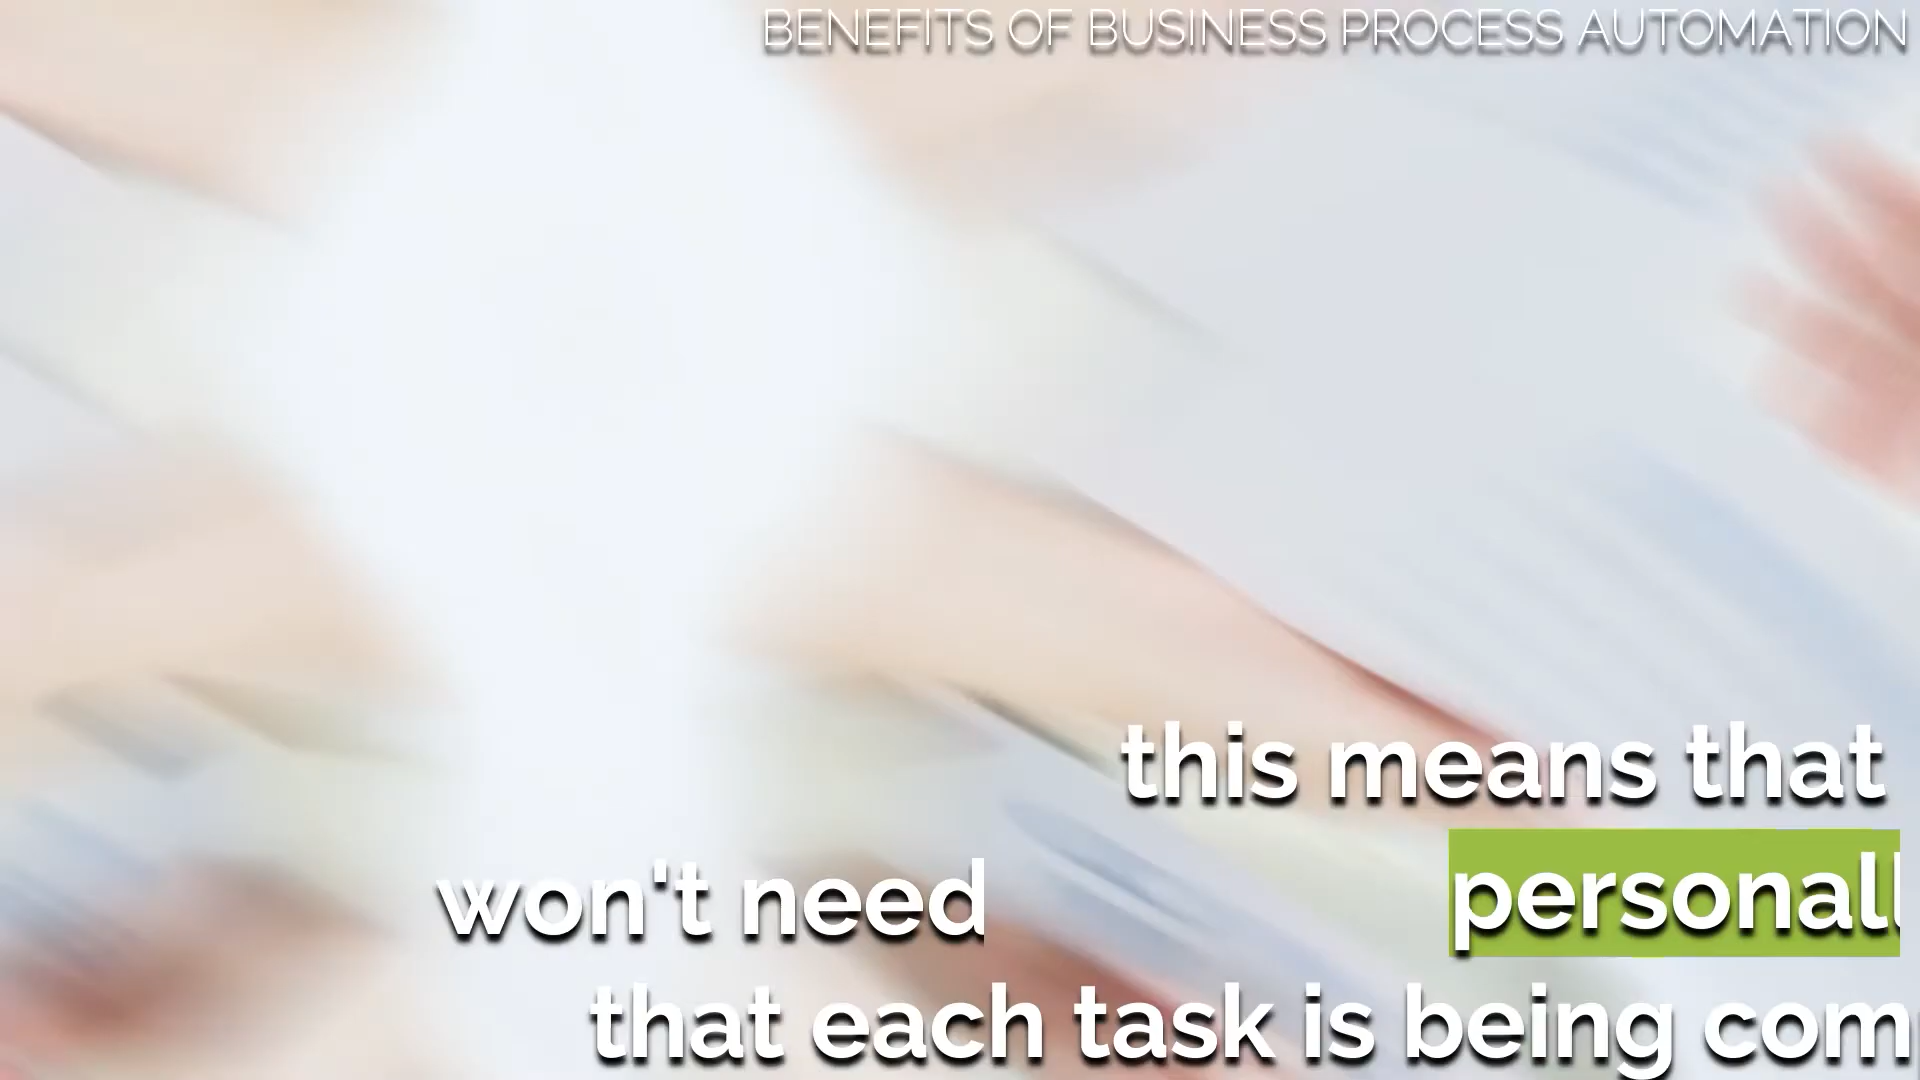 BENEFITS OF BUSINESS PROCESS AUTOMATION
this means that
won't need personall
that each task is being com